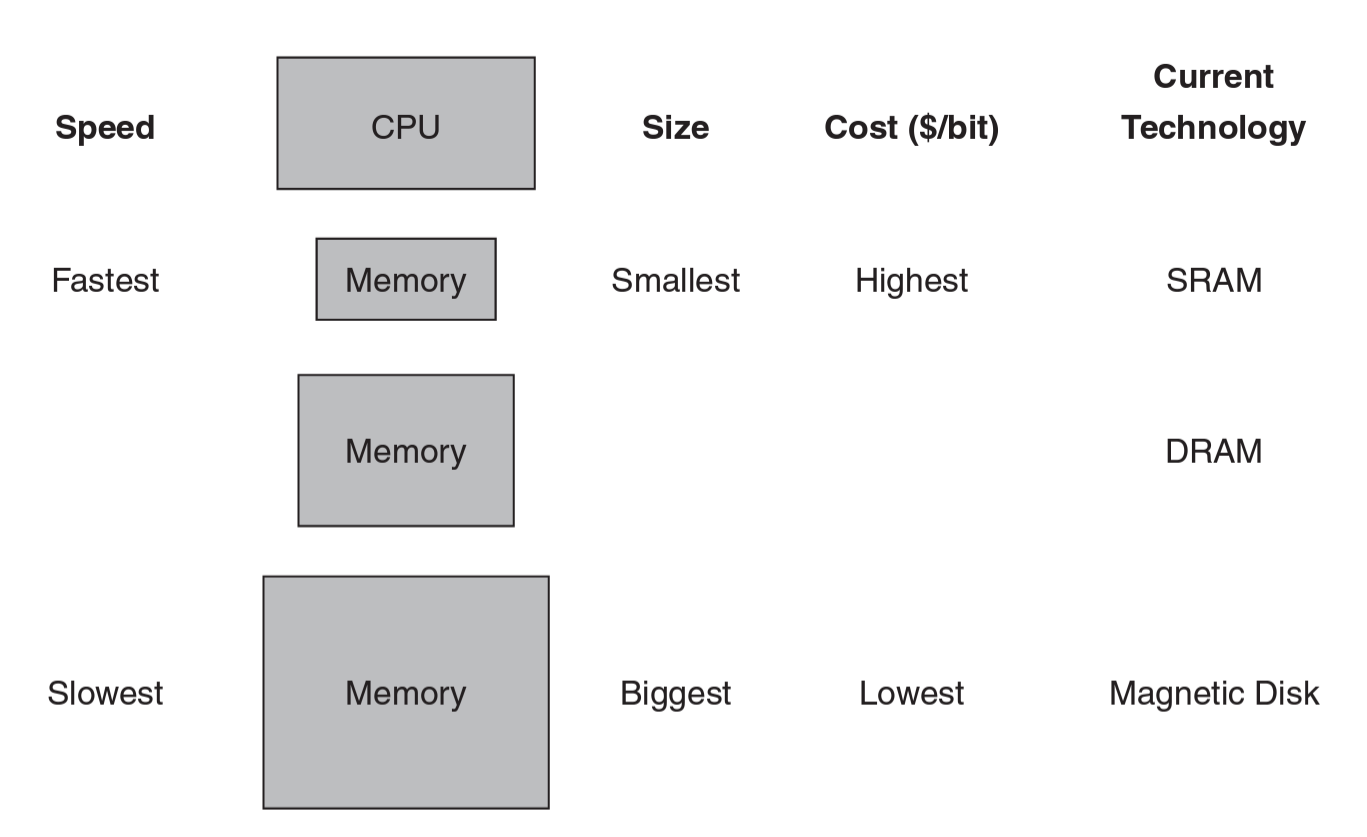 Current
Speed CPU Size Cost ($/bit) Technology
Fastest Memory Smallest Highest SRAM
Memory DRAM
Slowest Memory Biggest Lowest Magnetic Disk